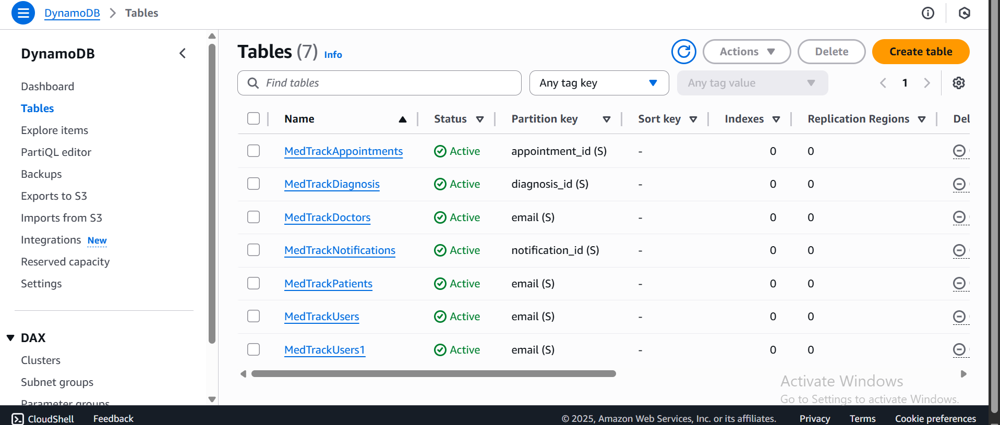 DynamoDB > Tables
DynamoDB
Dashboard
Tables
Explore items
PartiQL editor
Backups
Exports to S3
Imports from S3
Integrations New
Reserved capacity
Settings
DAX
Clusters
Subnet groups
Parameter groups
Tables (7) Info
Actions
Delete
Create table
Find tables
Any tag key
Any tag value
1
Name Status Partition key Sort key Indexes Replication Regions Del
MedTrackAppointments Active appointment_id (S) - 0 0
MedTrackDiagnosis Active diagnosis_id (S) - 0 0
MedTrackDoctors Active email (S) - 0 0
MedTrackNotifications Active notification_id (S) - 0 0
MedTrackPatients Active email (S) - 0 0
MedTrackUsers Active email (S) - 0 0
MedTrackUsers1 Active email (S) - 0 0
Activate Windows
Go to Settings to activate Windows.
CloudShell Feedback © 2025, Amazon Web Services, Inc. or its affiliates. Privacy Terms Cookie preferences